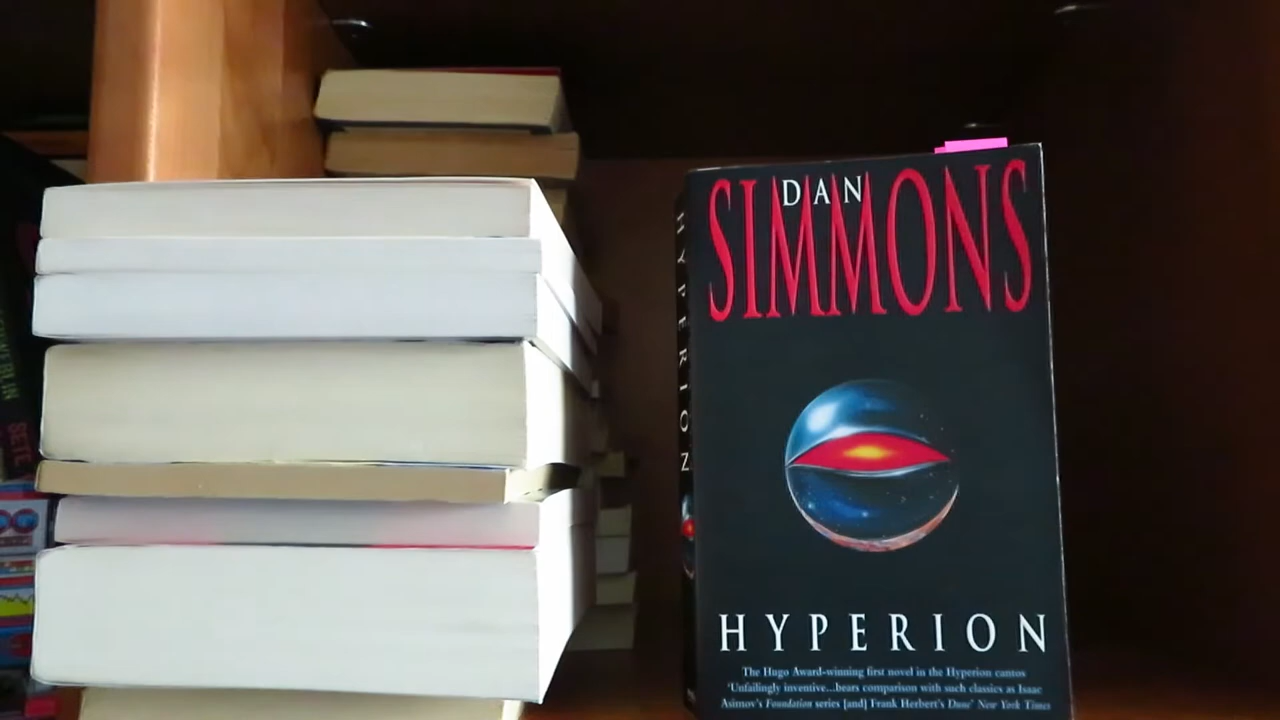 DAN
SIMMONS
HYPERION
HYPERION
The Hugo Award-winning first novel in the Hyperion cantos
'Unfailingly inventive...bears comparison with such classics as Isaac
Asimov's Foundation series [and] Frank Herbert's Dune' New York Times
SETE